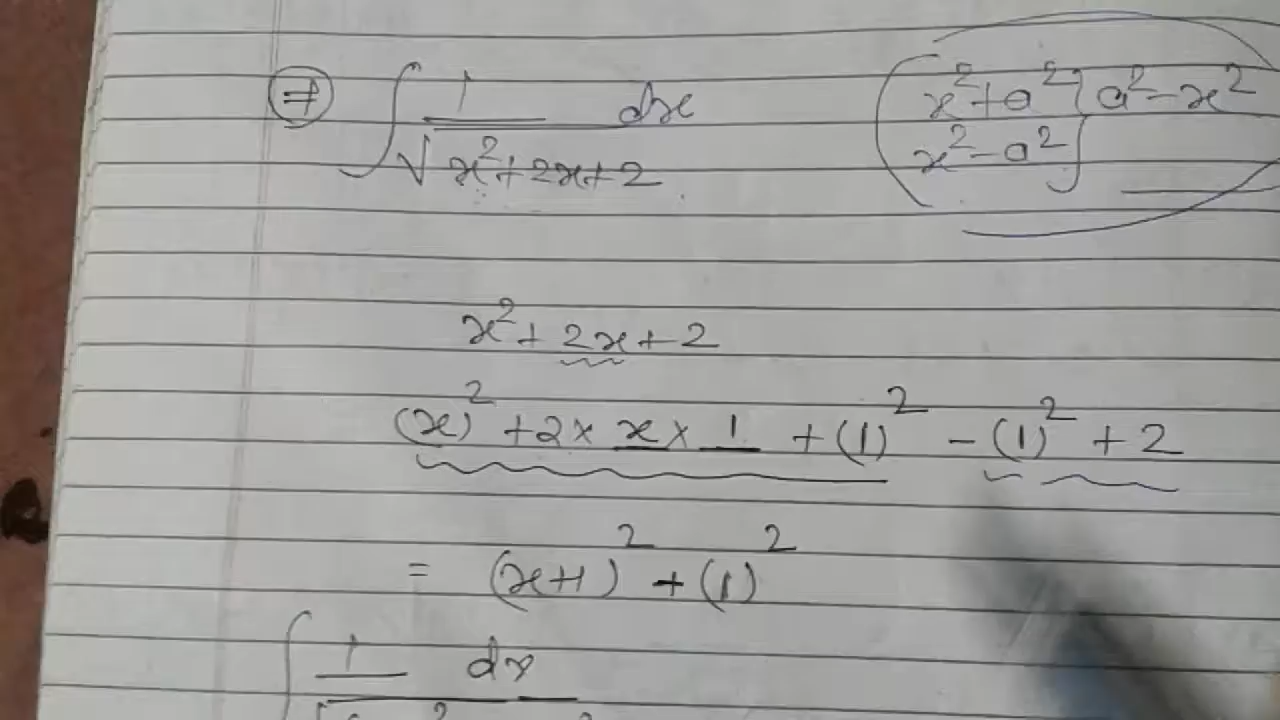 ⇒ ∫ 1/√(x²+2x+2) dx
(x²+a² } a²-x²
x²-a² }
x²+2x+2
(x)² +2× x × 1 +(1)² -(1)² +2
= (x+1)² +(1)²
∫ 1 dx